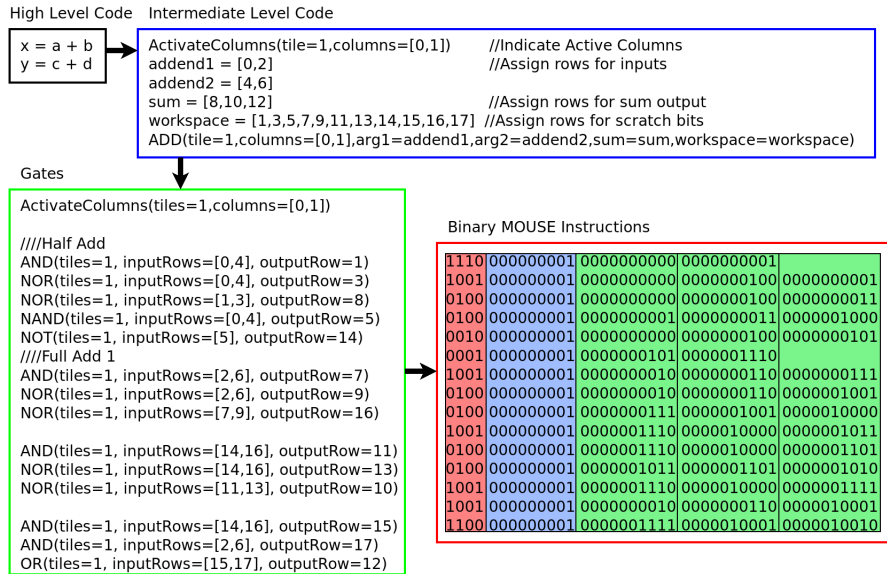 High Level Code
x = a + b
y = c + d
Intermediate Level Code
ActivateColumns(tile=1,columns=[0,1]) //Indicate Active Columns
addend1 = [0,2] //Assign rows for inputs
addend2 = [4,6]
sum = [8,10,12] //Assign rows for sum output
workspace = [1,3,5,7,9,11,13,14,15,16,17] //Assign rows for scratch bits
ADD(tile=1,columns=[0,1],arg1=addend1,arg2=addend2,sum=sum,workspace=workspace)
Gates
ActivateColumns(tiles=1,columns=[0,1])
////Half Add
AND(tiles=1, inputRows=[0,4], outputRow=1)
NOR(tiles=1, inputRows=[0,4], outputRow=3)
NOR(tiles=1, inputRows=[1,3], outputRow=8)
NAND(tiles=1, inputRows=[0,4], outputRow=5)
NOT(tiles=1, inputRows=[5], outputRow=14)
////Full Add 1
AND(tiles=1, inputRows=[2,6], outputRow=7)
NOR(tiles=1, inputRows=[2,6], outputRow=9)
NOR(tiles=1, inputRows=[7,9], outputRow=16)
AND(tiles=1, inputRows=[14,16], outputRow=11)
NOR(tiles=1, inputRows=[14,16], outputRow=13)
NOR(tiles=1, inputRows=[11,13], outputRow=10)
AND(tiles=1, inputRows=[14,16], outputRow=15)
AND(tiles=1, inputRows=[2,6], outputRow=17)
OR(tiles=1, inputRows=[15,17], outputRow=12)
Binary MOUSE Instructions
1110 000000001 0000000000 0000000001
1001 000000001 0000000000 0000000100 0000000001
0100 000000001 0000000000 0000000100 0000000011
0100 000000001 0000000001 0000000011 0000001000
0010 000000001 0000000000 0000000100 0000000101
0001 000000001 0000000101 0000001110
1001 000000001 0000000010 0000000110 0000000111
0100 000000001 0000000010 0000000110 0000001001
0100 000000001 0000000111 0000001001 0000010000
1001 000000001 0000001110 0000010000 0000001011
0100 000000001 0000001110 0000010000 0000001101
0100 000000001 0000001011 0000001101 0000001010
1001 000000001 0000001110 0000010000 0000001111
1001 000000001 0000000010 0000000110 0000010001
1100 000000001 0000001111 0000010001 0000010010